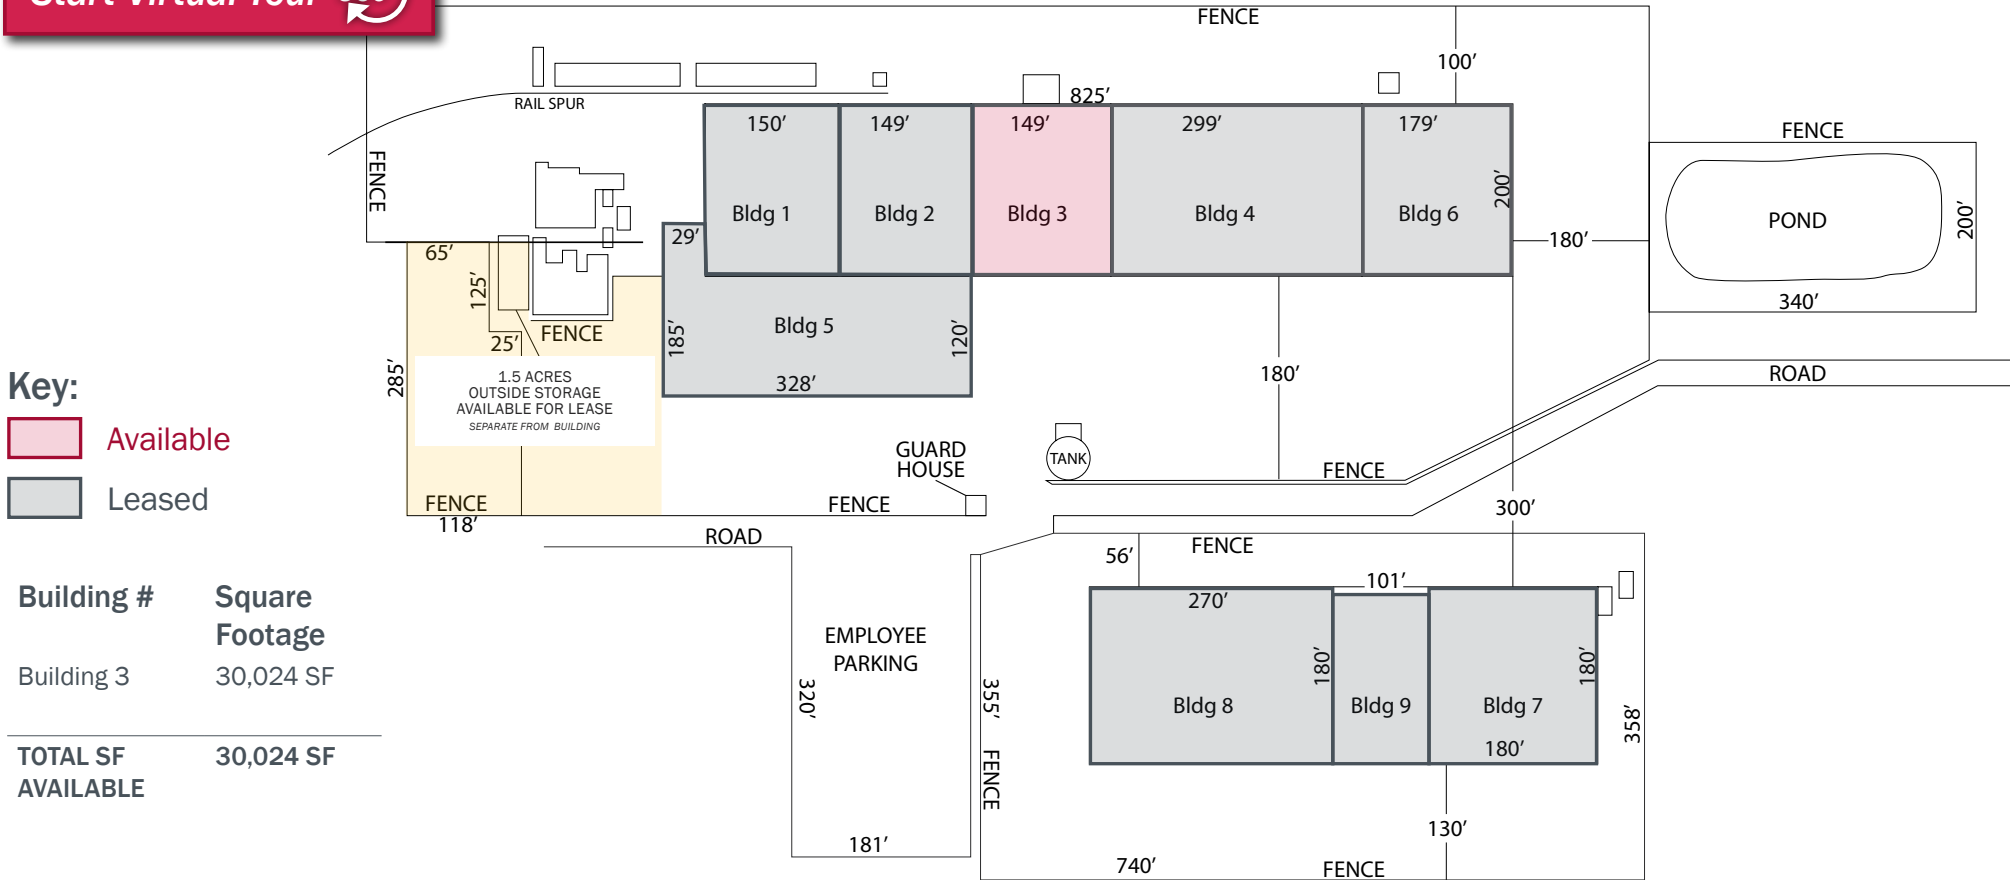 Start Virtual Tour
FENCE
100'
RAIL SPUR
825'
150'
149'
149'
299'
179'
FENCE
FENCE
200'
Bldg 1
Bldg 2
Bldg 3
Bldg 4
Bldg 6
POND
200'
29'
180'
65'
125'
340'
FENCE
25'
Bldg 5
185'
120'
328'
285'
180'
ROAD
1.5 ACRES
OUTSIDE STORAGE
AVAILABLE FOR LEASE
SEPARATE FROM BUILDING
Key:
Available
Leased
GUARD
HOUSE
TANK
FENCE
FENCE
118'
FENCE
300'
ROAD
56'
FENCE
101'
270'
EMPLOYEE
PARKING
320'
355'
FENCE
180'
180'
Bldg 8
Bldg 9
Bldg 7
180'
358'
181'
130'
740'
FENCE
Building #
Square
Footage
Building 3
30,024 SF
TOTAL SF
AVAILABLE
30,024 SF